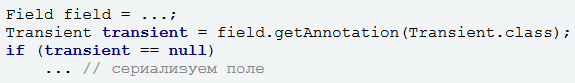 Field field = ...;
Transient transient = field.getAnnotation(Transient.class);
if (transient == null)
    ... // сериализуем поле